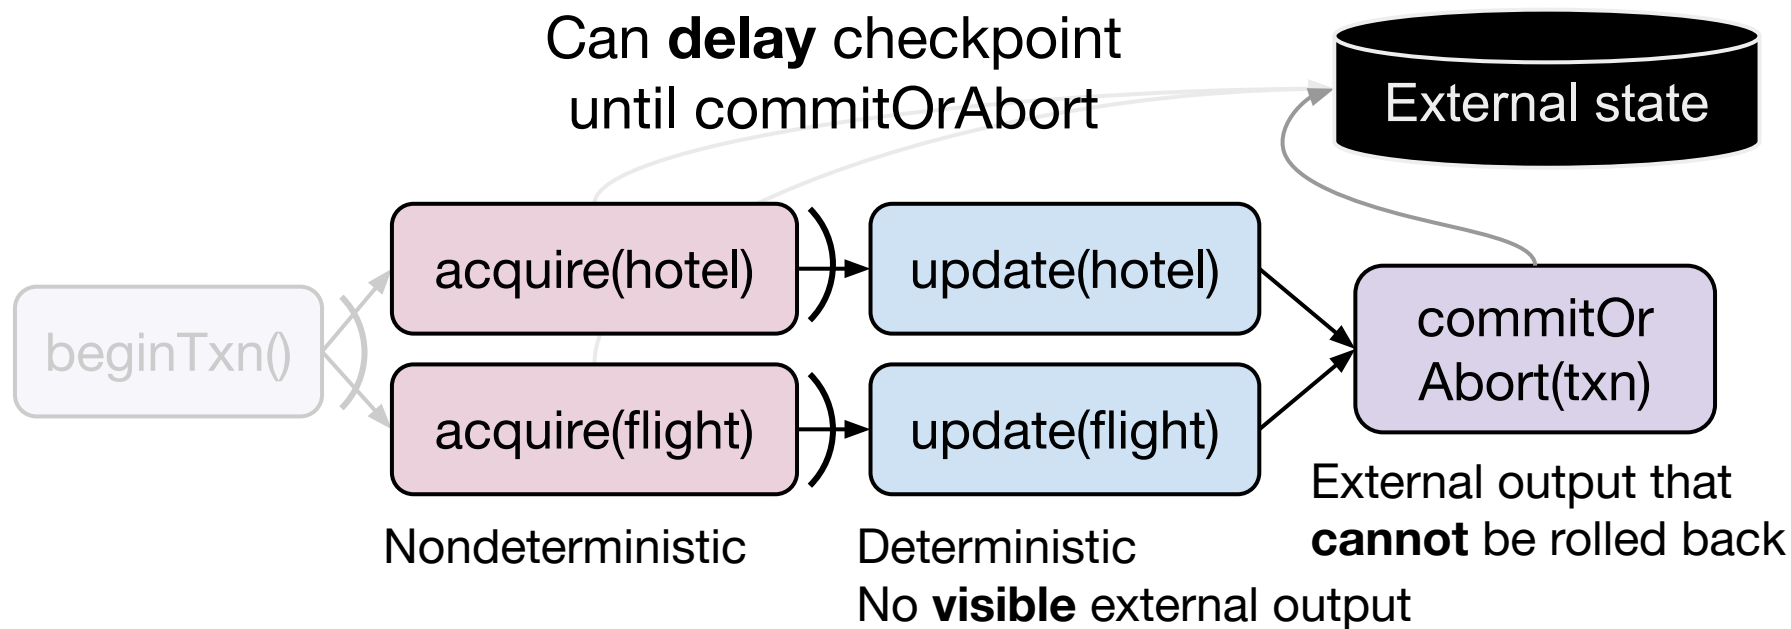 Can delay checkpoint
until commitOrAbort
External state
beginTxn()
acquire(hotel)
update(hotel)
acquire(flight)
update(flight)
commitOr
Abort(txn)
Nondeterministic
Deterministic
No visible external output
External output that
cannot be rolled back